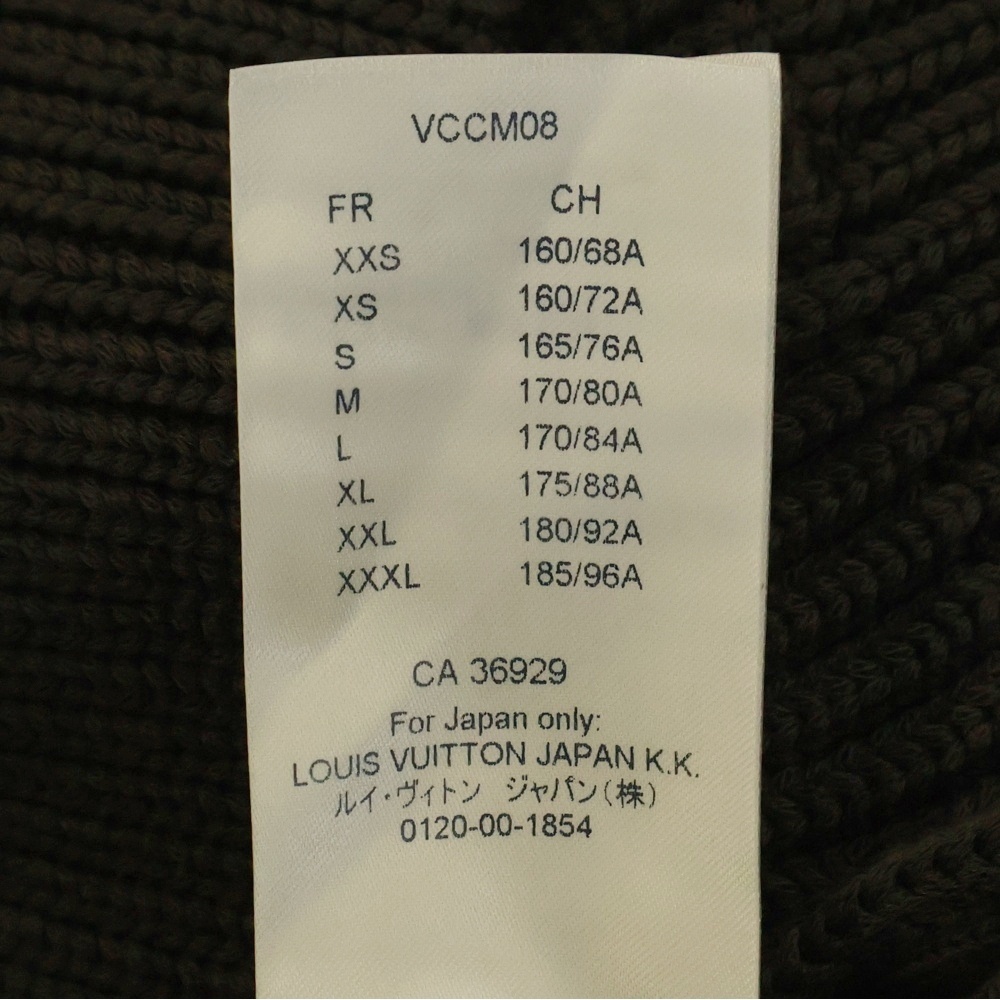 VCCM08
FR CH
XXS 160/68A
XS 160/72A
S 165/76A
M 170/80A
L 170/84A
XL 175/88A
XXL 180/92A
XXXL 185/96A
CA 36929
For Japan only:
LOUIS VUITTON JAPAN K.K.
ルイ・ヴィトン ジャパン(株)
0120-00-1854